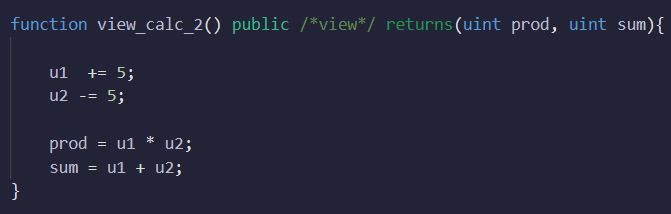 function view_calc_2() public /*view*/ returns(uint prod, uint sum){
u1  += 5;
u2 -= 5;
prod = u1 * u2;
sum = u1 + u2;
}